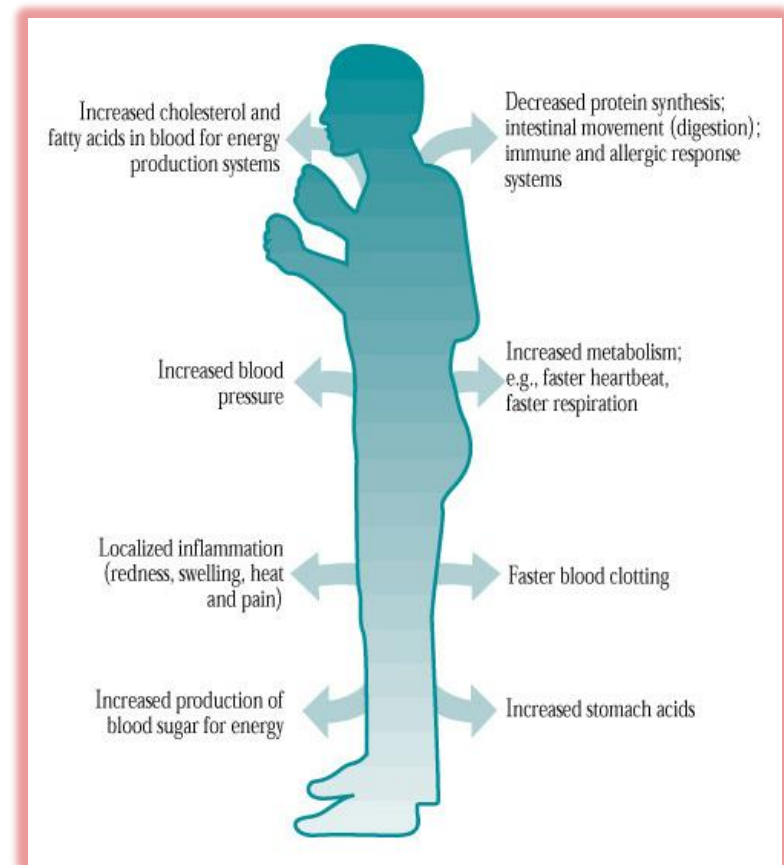 Increased cholesterol and
fatty acids in blood for energy
production systems
Decreased protein synthesis;
intestinal movement (digestion);
immune and allergic response
systems
Increased blood
pressure
Increased metabolism;
e.g., faster heartbeat,
faster respiration
Localized inflammation
(redness, swelling, heat
and pain)
Faster blood clotting
Increased production of
blood sugar for energy
Increased stomach acids